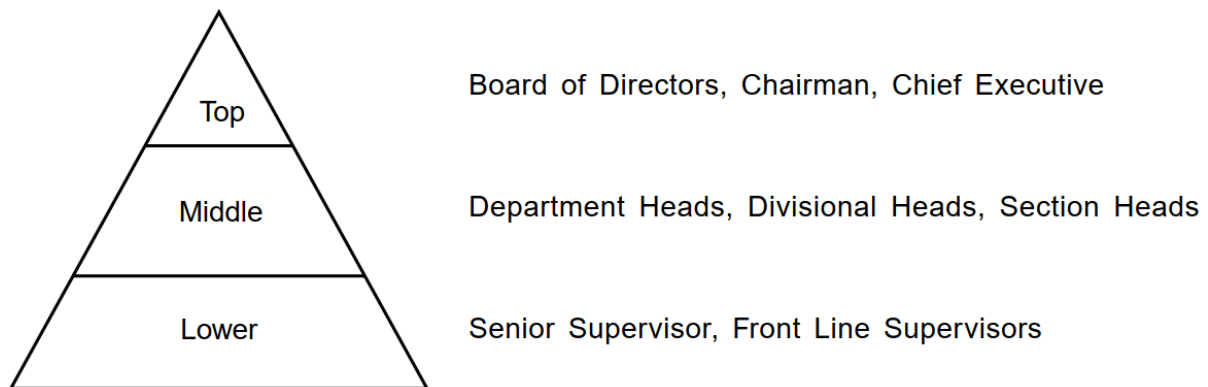 Board of Directors, Chairman, Chief Executive
Top
Middle
Department Heads, Divisional Heads, Section Heads
Lower
Senior Supervisor, Front Line Supervisors